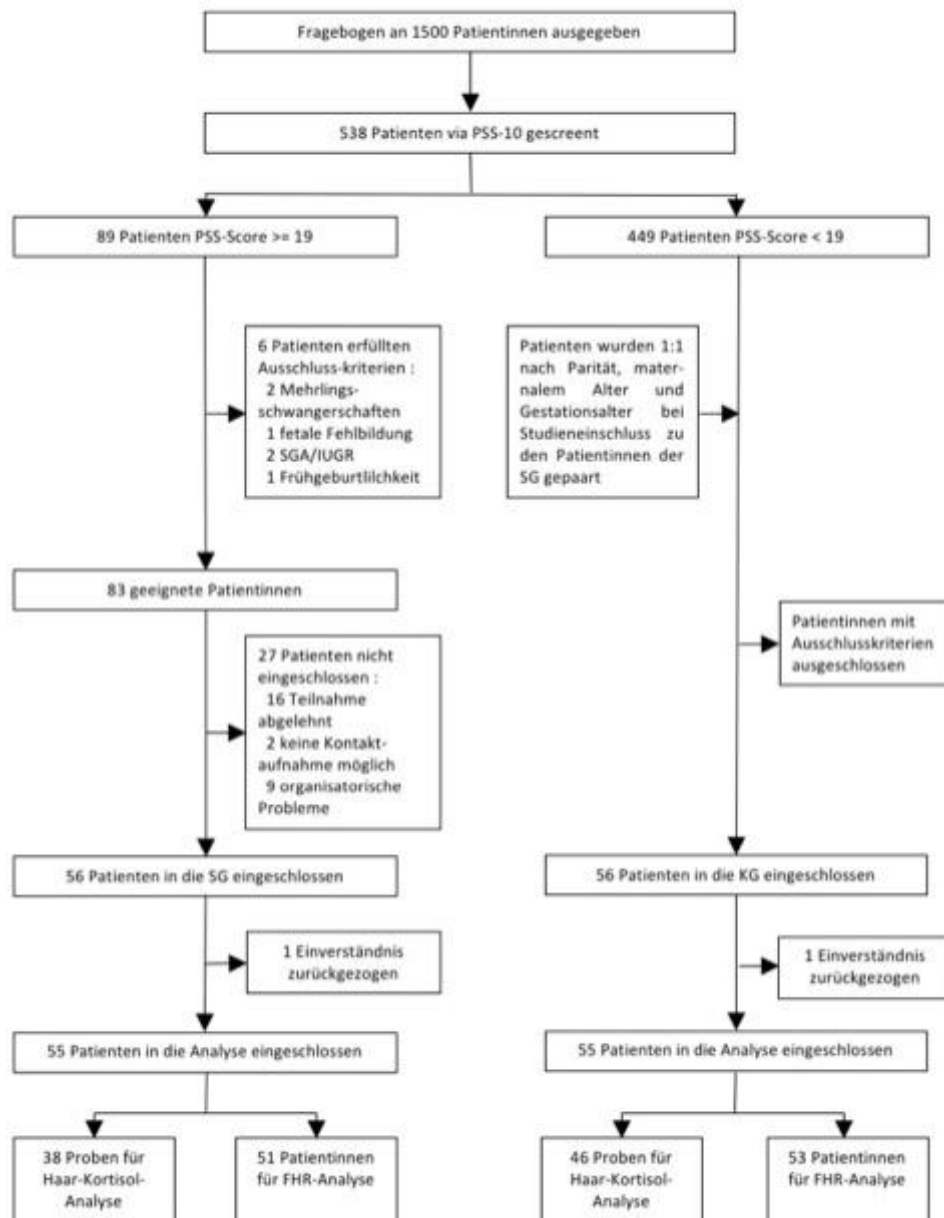 Fragebogen an 1500 Patientinnen ausgegeben
538 Patienten via PSS-10 gescreent
89 Patienten PSS-Score >= 19
449 Patienten PSS-Score < 19
6 Patienten erfüllten
Ausschluss-kriterien :
2 Mehrlings-
schwangerschaften
1 fetale Fehlbildung
2 SGA/IUGR
1 Frühgeburtlilchkeit
Patienten wurden 1:1
nach Parität, mater-
nalem Alter und
Gestationsalter bei
Studieneinschluss zu
den Patientinnen der
SG gepaart
83 geeignete Patientinnen
Patientinnen mit
Ausschlusskriterien
ausgeschlossen
27 Patienten nicht
eingeschlossen :
16 Teilnahme
abgelehnt
2 keine Kontakt-
aufnahme möglich
9 organisatorische
Probleme
56 Patienten in die SG eingeschlossen
56 Patienten in die KG eingeschlossen
1 Einverständnis
zurückgezogen
1 Einverständnis
zurückgezogen
55 Patienten in die Analyse eingeschlossen
55 Patienten in die Analyse eingeschlossen
38 Proben für
Haar-Kortisol-
Analyse
51 Patientinnen
für FHR-Analyse
46 Proben für
Haar-Kortisol-
Analyse
53 Patientinnen
für FHR-Analyse